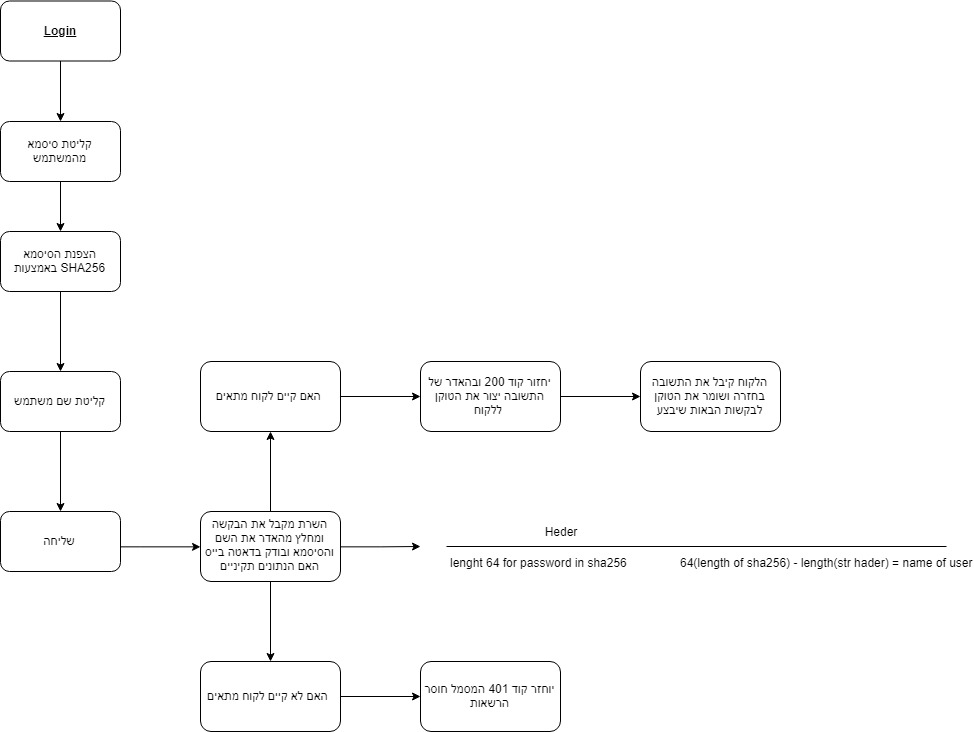 Login
קליטת סיסמא
מהמשתמש
הצפנת הסיסמא
באמצעות SHA256
קליטת שם משתמש
שליחה
השרת מקבל את הבקשה
ומחלץ מהאדר את השם
והסיסמא ובודק בדאטה בייס
האם הנתונים תקיניים
האם קיים לקוח מתאים
יחזור קוד 200 ובהאדר של
התשובה יצור את הטוקן
ללקוח
הלקוח קיבל את התשובה
בחזרה ושומר את הטוקן
לבקשות הבאות שיבצע
Heder
lenght 64 for password in sha256
64(length of sha256) - length(str hader) = name of user
האם לא קיים לקוח מתאים
יוחזר קוד 401 המסמל חוסר
הרשאות